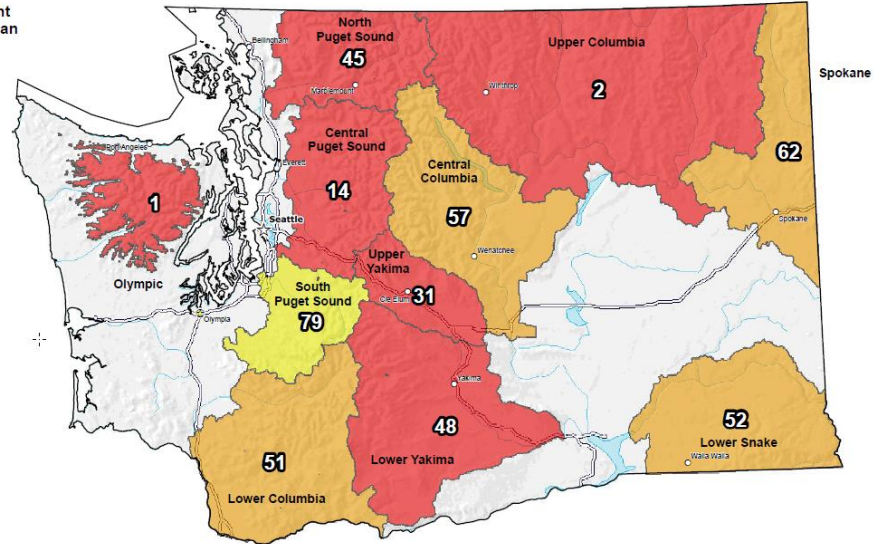 nt
an
North
Puget Sound
45
Bellingham
Marblemount
Upper Columbia
2
Winthrop
Spokane
62
Spokane
Port Angeles
1
Olympic
Everett
Central
Puget Sound
14
Seattle
Central
Columbia
57
Wenatchee
Upper
Yakima
31
Cle Elum
South
Puget Sound
79
Olympia
Yakima
48
Lower Yakima
51
Lower Columbia
52
Lower Snake
Walla Walla